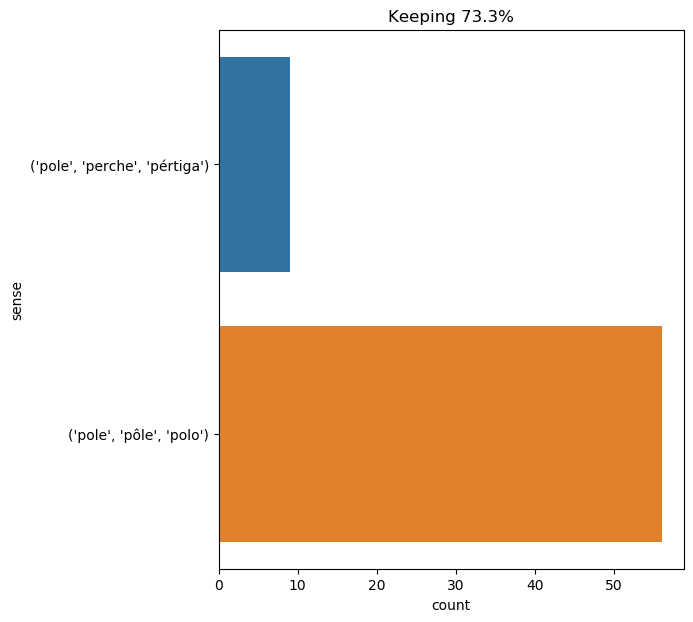 Keeping 73.3%
('pole', 'perche', 'pértiga')
('pole', 'pôle', 'polo')
sense
0 10 20 30 40 50
count